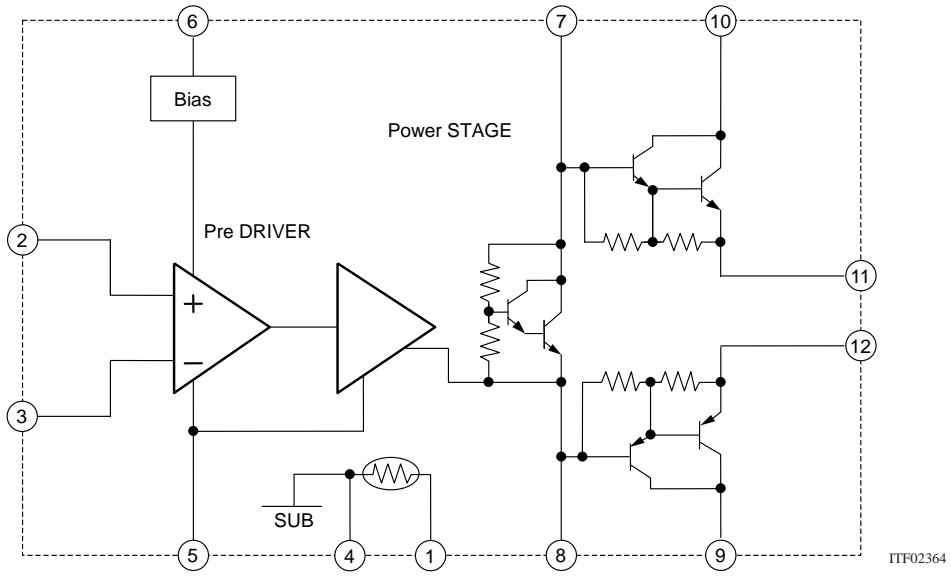 6
7
10
Bias
Power STAGE
2
Pre DRIVER
11
+
12
−
3
SUB
5
4
1
8
9
ITF02364